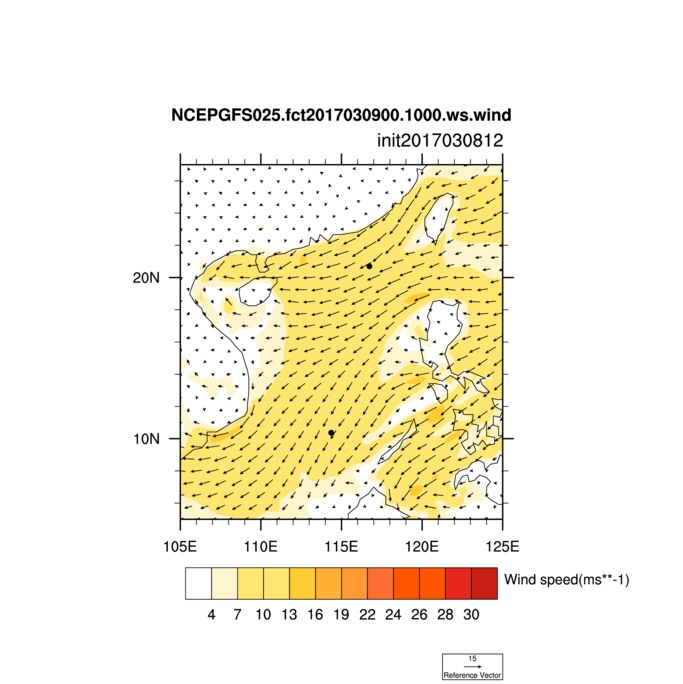 NCEPGFS025.fct2017030900.1000.ws.wind
init2017030812
20N
10N
105E 110E 115E 120E 125E
Wind speed(ms**-1)
4 7 10 13 16 19 22 24 26 28 30
15
Reference Vector